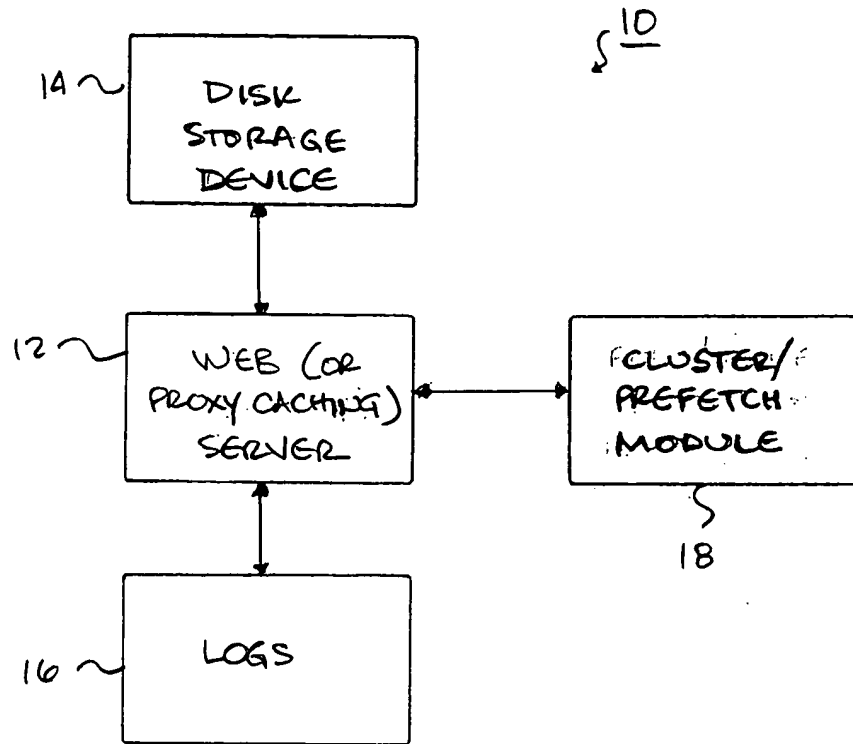 10
14
DISK
STORAGE
DEVICE
12
WEB (OR
PROXY CACHING)
SERVER
CLUSTER/
PREFETCH
MODULE
18
16
LOGS